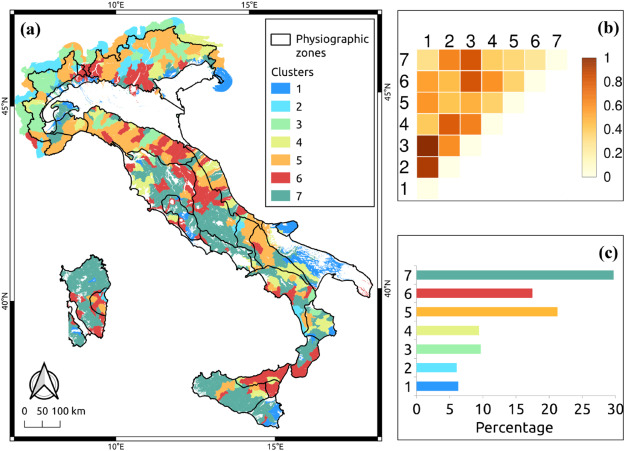 10°E
15°E
(a)
Physiographic
zones
Clusters
1
2
3
4
5
6
7
45°N
45°N
40°N
40°N
0 50 100 km
10°E
15°E
(b)
1 2 3 4 5 6 7
7
6
5
4
3
2
1
1
0.8
0.6
0.4
0.2
0
(c)
7
6
5
4
3
2
1
0 5 10 15 20 25 30
Percentage